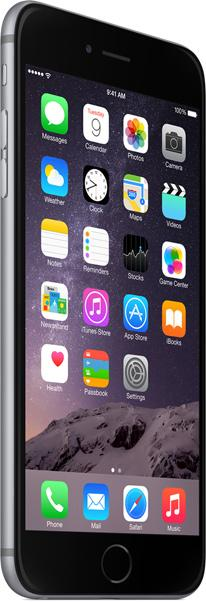 9:41 AM 100%
Tuesday
9
280
Messages Calendar Photos Camera
Weather Clock Maps Videos
Notes Reminders Stocks Game Center
Newsstand iTunes Store App Store iBooks
Health Passbook Settings
Phone Mail Safari Music